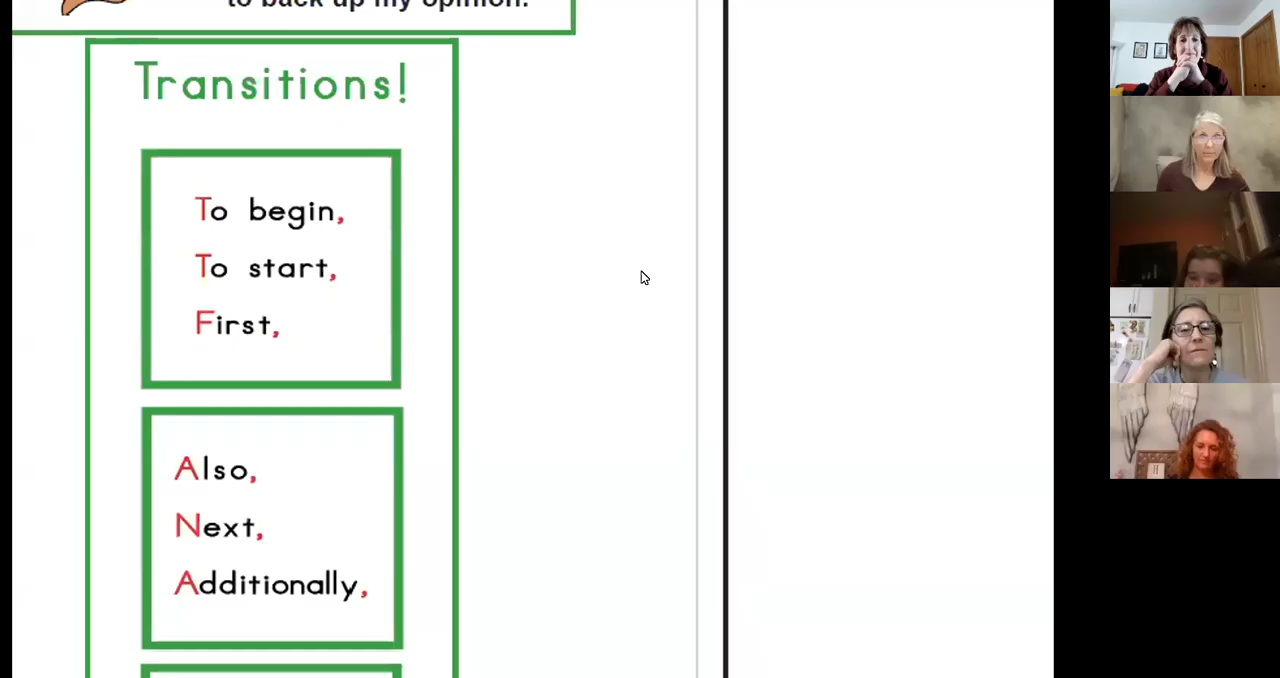 to back up my opinion.
Transitions!
To begin,
To start,
First,
Also,
Next,
Additionally,
H